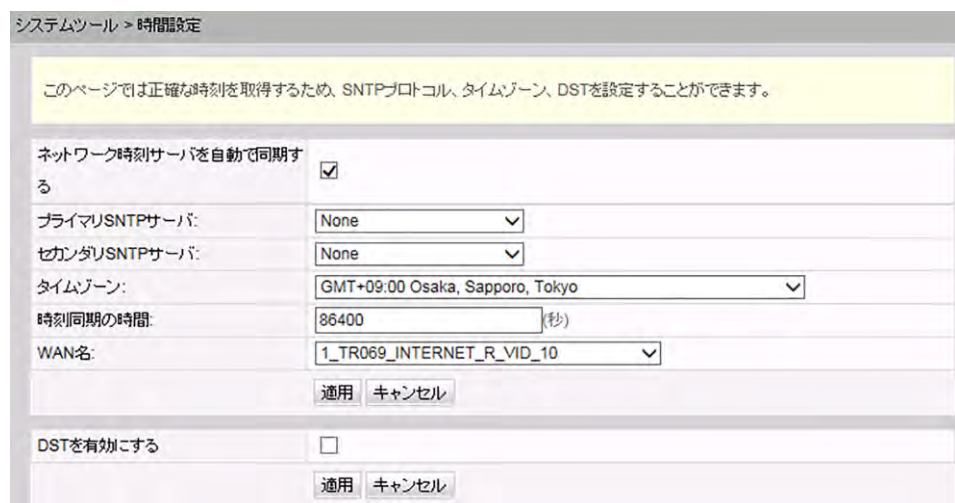 システムツール > 時間設定
このページでは正確な時刻を取得するため、SNTPプロトコル、タイムゾーン、DSTを設定することができます。
ネットワーク時刻サーバを自動で同期す
る
プライマリSNTPサーバ: None
セカンダリSNTPサーバ: None
タイムゾーン: GMT+09:00 Osaka, Sapporo, Tokyo
時刻同期の時間: 86400 (秒)
WAN名: 1_TR069_INTERNET_R_VID_10
適用 キャンセル
DSTを有効にする
適用 キャンセル